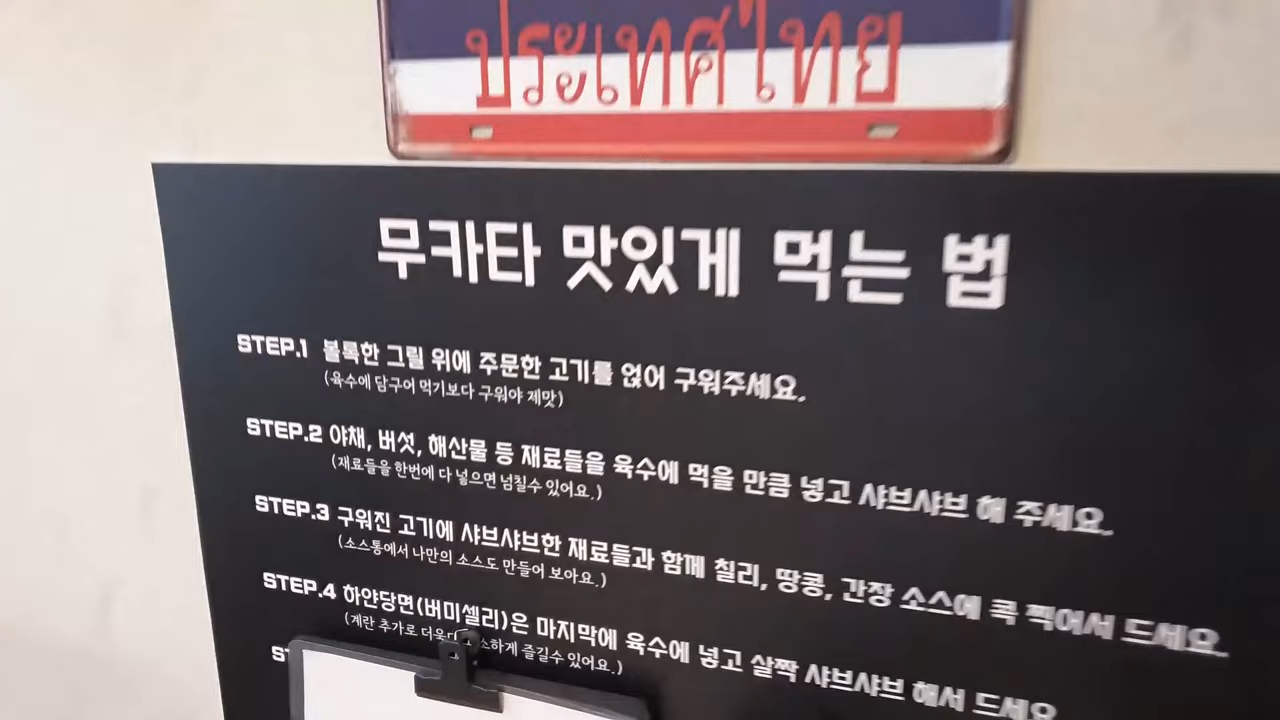 ประเทศไทย
무카타 맛있게 먹는 법
STEP.1 볼록한 그릴 위에 주문한 고기를 얹어 구워주세요.
(육수에 담구어 먹기보다 구워야 제맛)
STEP.2 야채, 버섯, 해산물 등 재료들을 육수에 먹을 만큼 넣고 샤브샤브 해 주세요.
(재료들을 한번에 다 넣으면 넘칠수 있어요.)
STEP.3 구워진 고기에 샤브샤브한 재료들과 함께 칠리, 땅콩, 간장 소스에 콕 찍어서 드세요.
(소스통에서 나만의 소스도 만들어 보아요.)
STEP.4 하얀당면(버미셀리)은 마지막에 육수에 넣고 살짝 샤브샤브 해서 드세요
(계란 추가로 즐길수 있어요.)